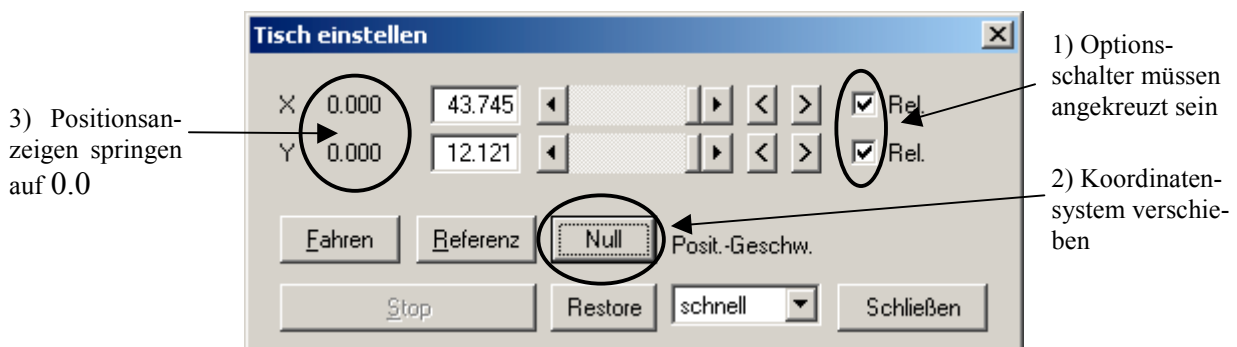 Tisch einstellen
X 0.000 43.745 < > Rel.
Y 0.000 12.121 < > Rel.
Fahren Referenz Null Posit.-Geschw.
Stop Restore schnell Schließen
1) Options-
schalter müssen
angekreuzt sein
2) Koordinaten-
system verschie-
ben
3) Positionsan-
zeigen springen
auf 0.0